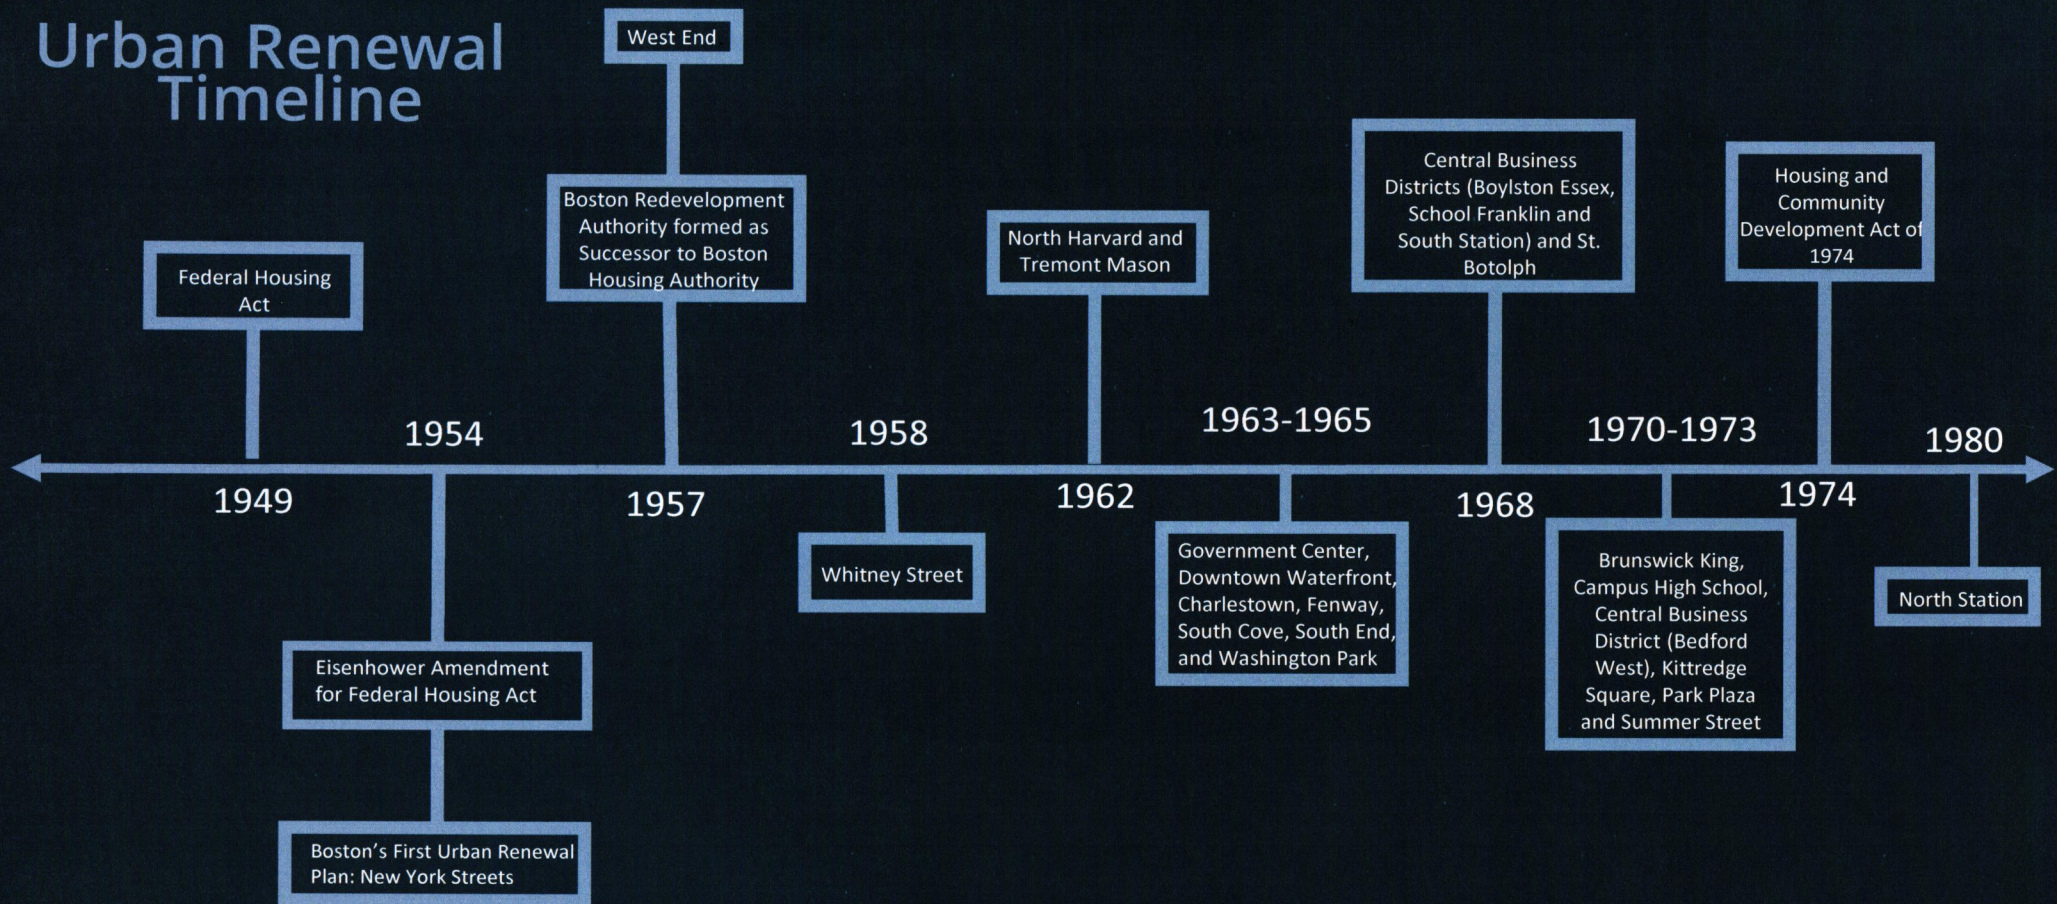 Urban Renewal
Timeline
Federal Housing
Act
1949
1954
Eisenhower Amendment
for Federal Housing Act
Boston's First Urban Renewal
Plan: New York Streets
West End
Boston Redevelopment
Authority formed as
Successor to Boston
Housing Authority
1957
1958
Whitney Street
North Harvard and
Tremont Mason
1962
1963-1965
Government Center,
Downtown Waterfront,
Charlestown, Fenway,
South Cove, South End,
and Washington Park
Central Business
Districts (Boylston Essex,
School Franklin and
South Station) and St.
Botolph
1968
1970-1973
Brunswick King,
Campus High School,
Central Business
District (Bedford
West), Kittredge
Square, Park Plaza
and Summer Street
Housing and
Community
Development Act of
1974
1974
1980
North Station